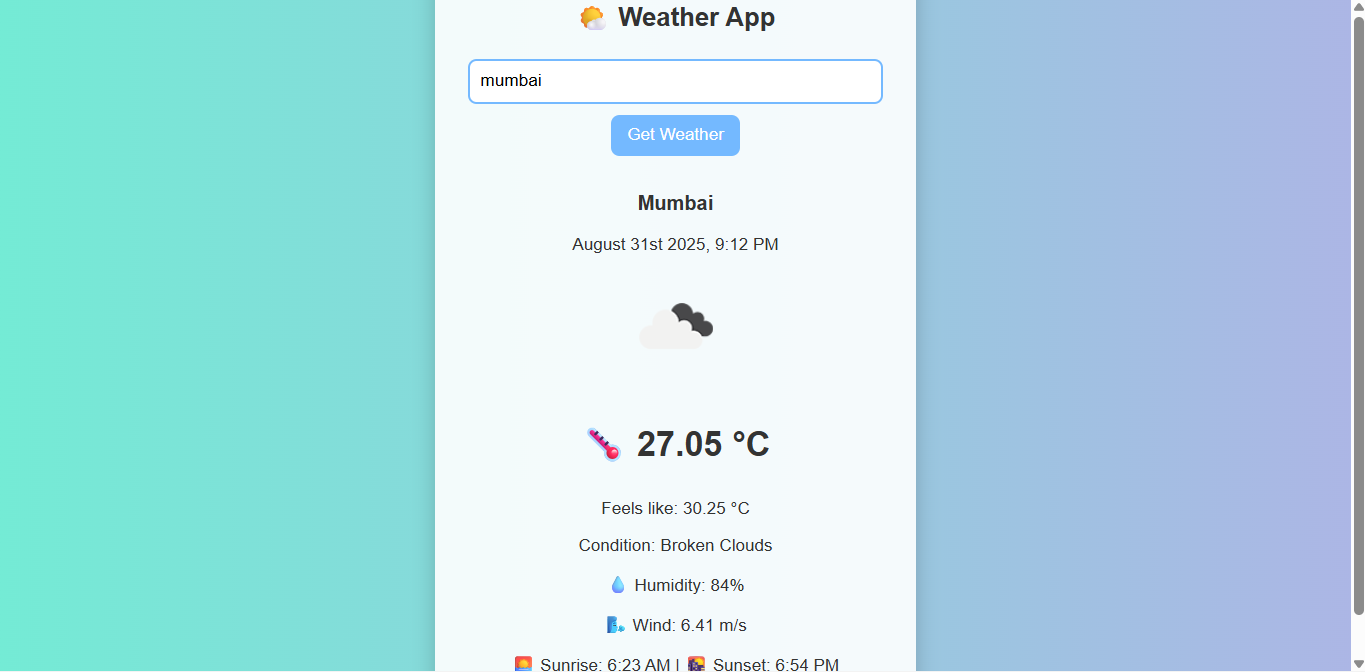 Weather App
mumbai
Get Weather
Mumbai
August 31st 2025, 9:12 PM
27.05 °C
Feels like: 30.25 °C
Condition: Broken Clouds
Humidity: 84%
Wind: 6.41 m/s
Sunrise: 6:23 AM | Sunset: 6:54 PM